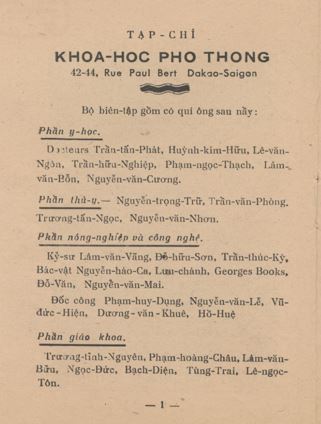 TẠP-CHÍ
KHOA-HỌC PHO THONG
42-44, Rue Paul Bert Dakao-Saigon
Bộ biên-tập gồm có quí ông sau nầy :
Phần y-học.
Docteurs Trần-tấn-Phát, Huỳnh-kim-Hữu, Lê-văn-
Ngôn, Trần-hữu-Nghiệp, Phạm-ngọc-Thạch, Lâm-
văn-Bổn, Nguyễn-văn-Cương.
Phần thú-y.— Nguyễn-trọng-Trữ, Trần-văn-Phòng,
Trương-tấn-Ngọc, Nguyễn-văn-Nhơn.
Phần nông-nghiệp và công nghệ.
Kỹ-sư Lâm-văn-Vãng, Đỗ-hữu-Sơn, Trần-thúc-Kỳ,
Bác-vật Nguyễn-háo-Ca, Lưu-chánh, Georges Books,
Đỗ-Văn, Nguyễn-văn-Mai.
Đốc công Phạm-huy-Dụng, Nguyễn-văn-Lễ, Vũ-
đức-Hiện, Dương-văn-Khuê, Hồ-Huệ
Phần giáo khoa.
Trương-tinh-Nguyên, Phạm-hoàng-Châu, Lâm-văn-
Bửu, Ngọc-Đức, Bạch-Diện, Tùng-Trai, Lê-ngọc-
Tôn.
— 1 —